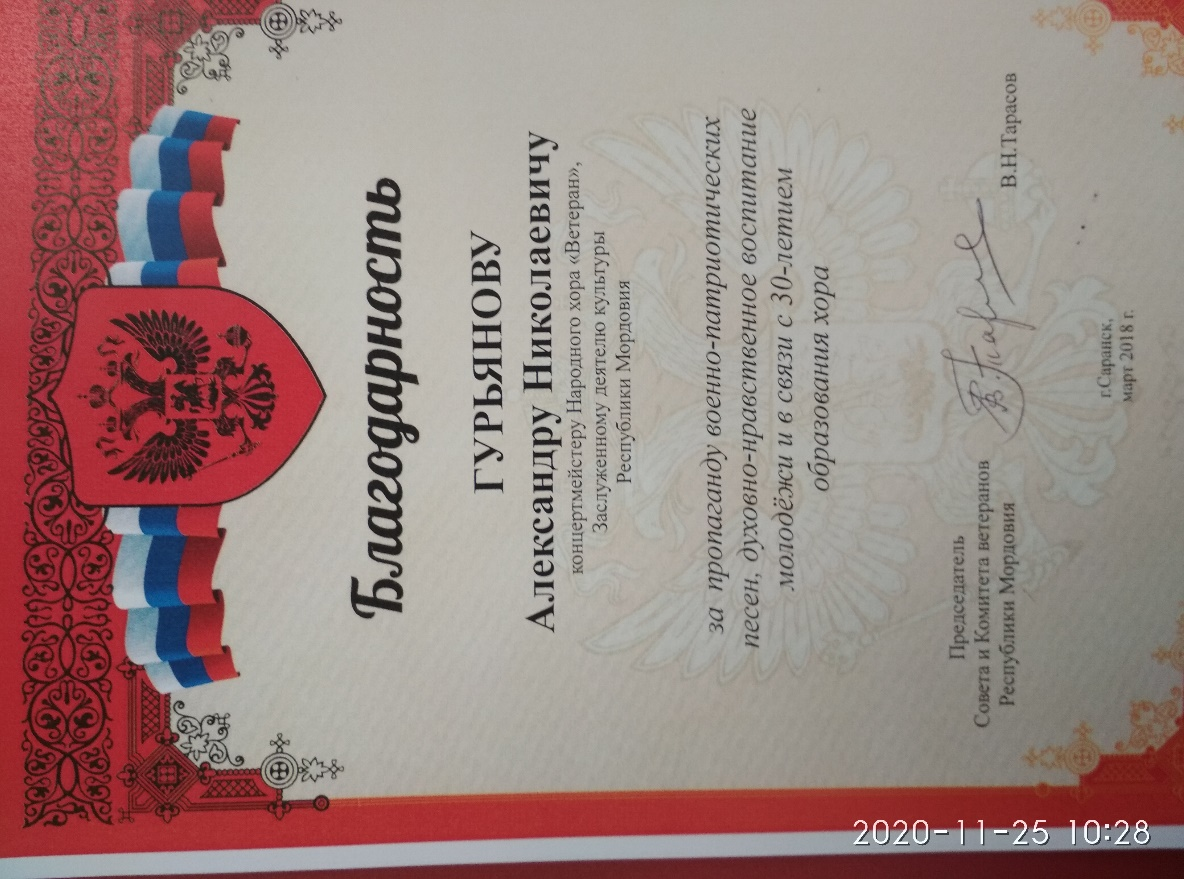 Благодарность
ГУРЬЯНОВУ
Александру Николаевичу
концертмейстеру Народного хора «Ветеран»,
Заслуженному деятелю культуры
Республики Мордовия
за пропаганду военно-патриотических
песен, духовно-нравственное воспитание
молодёжи и в связи с 30-летием
образования хора
Председатель
Совета и Комитета ветеранов
Республики Мордовия
В.Н.Тарасов
г.Саранск,
март 2018 г.
2020-11-25 10:28